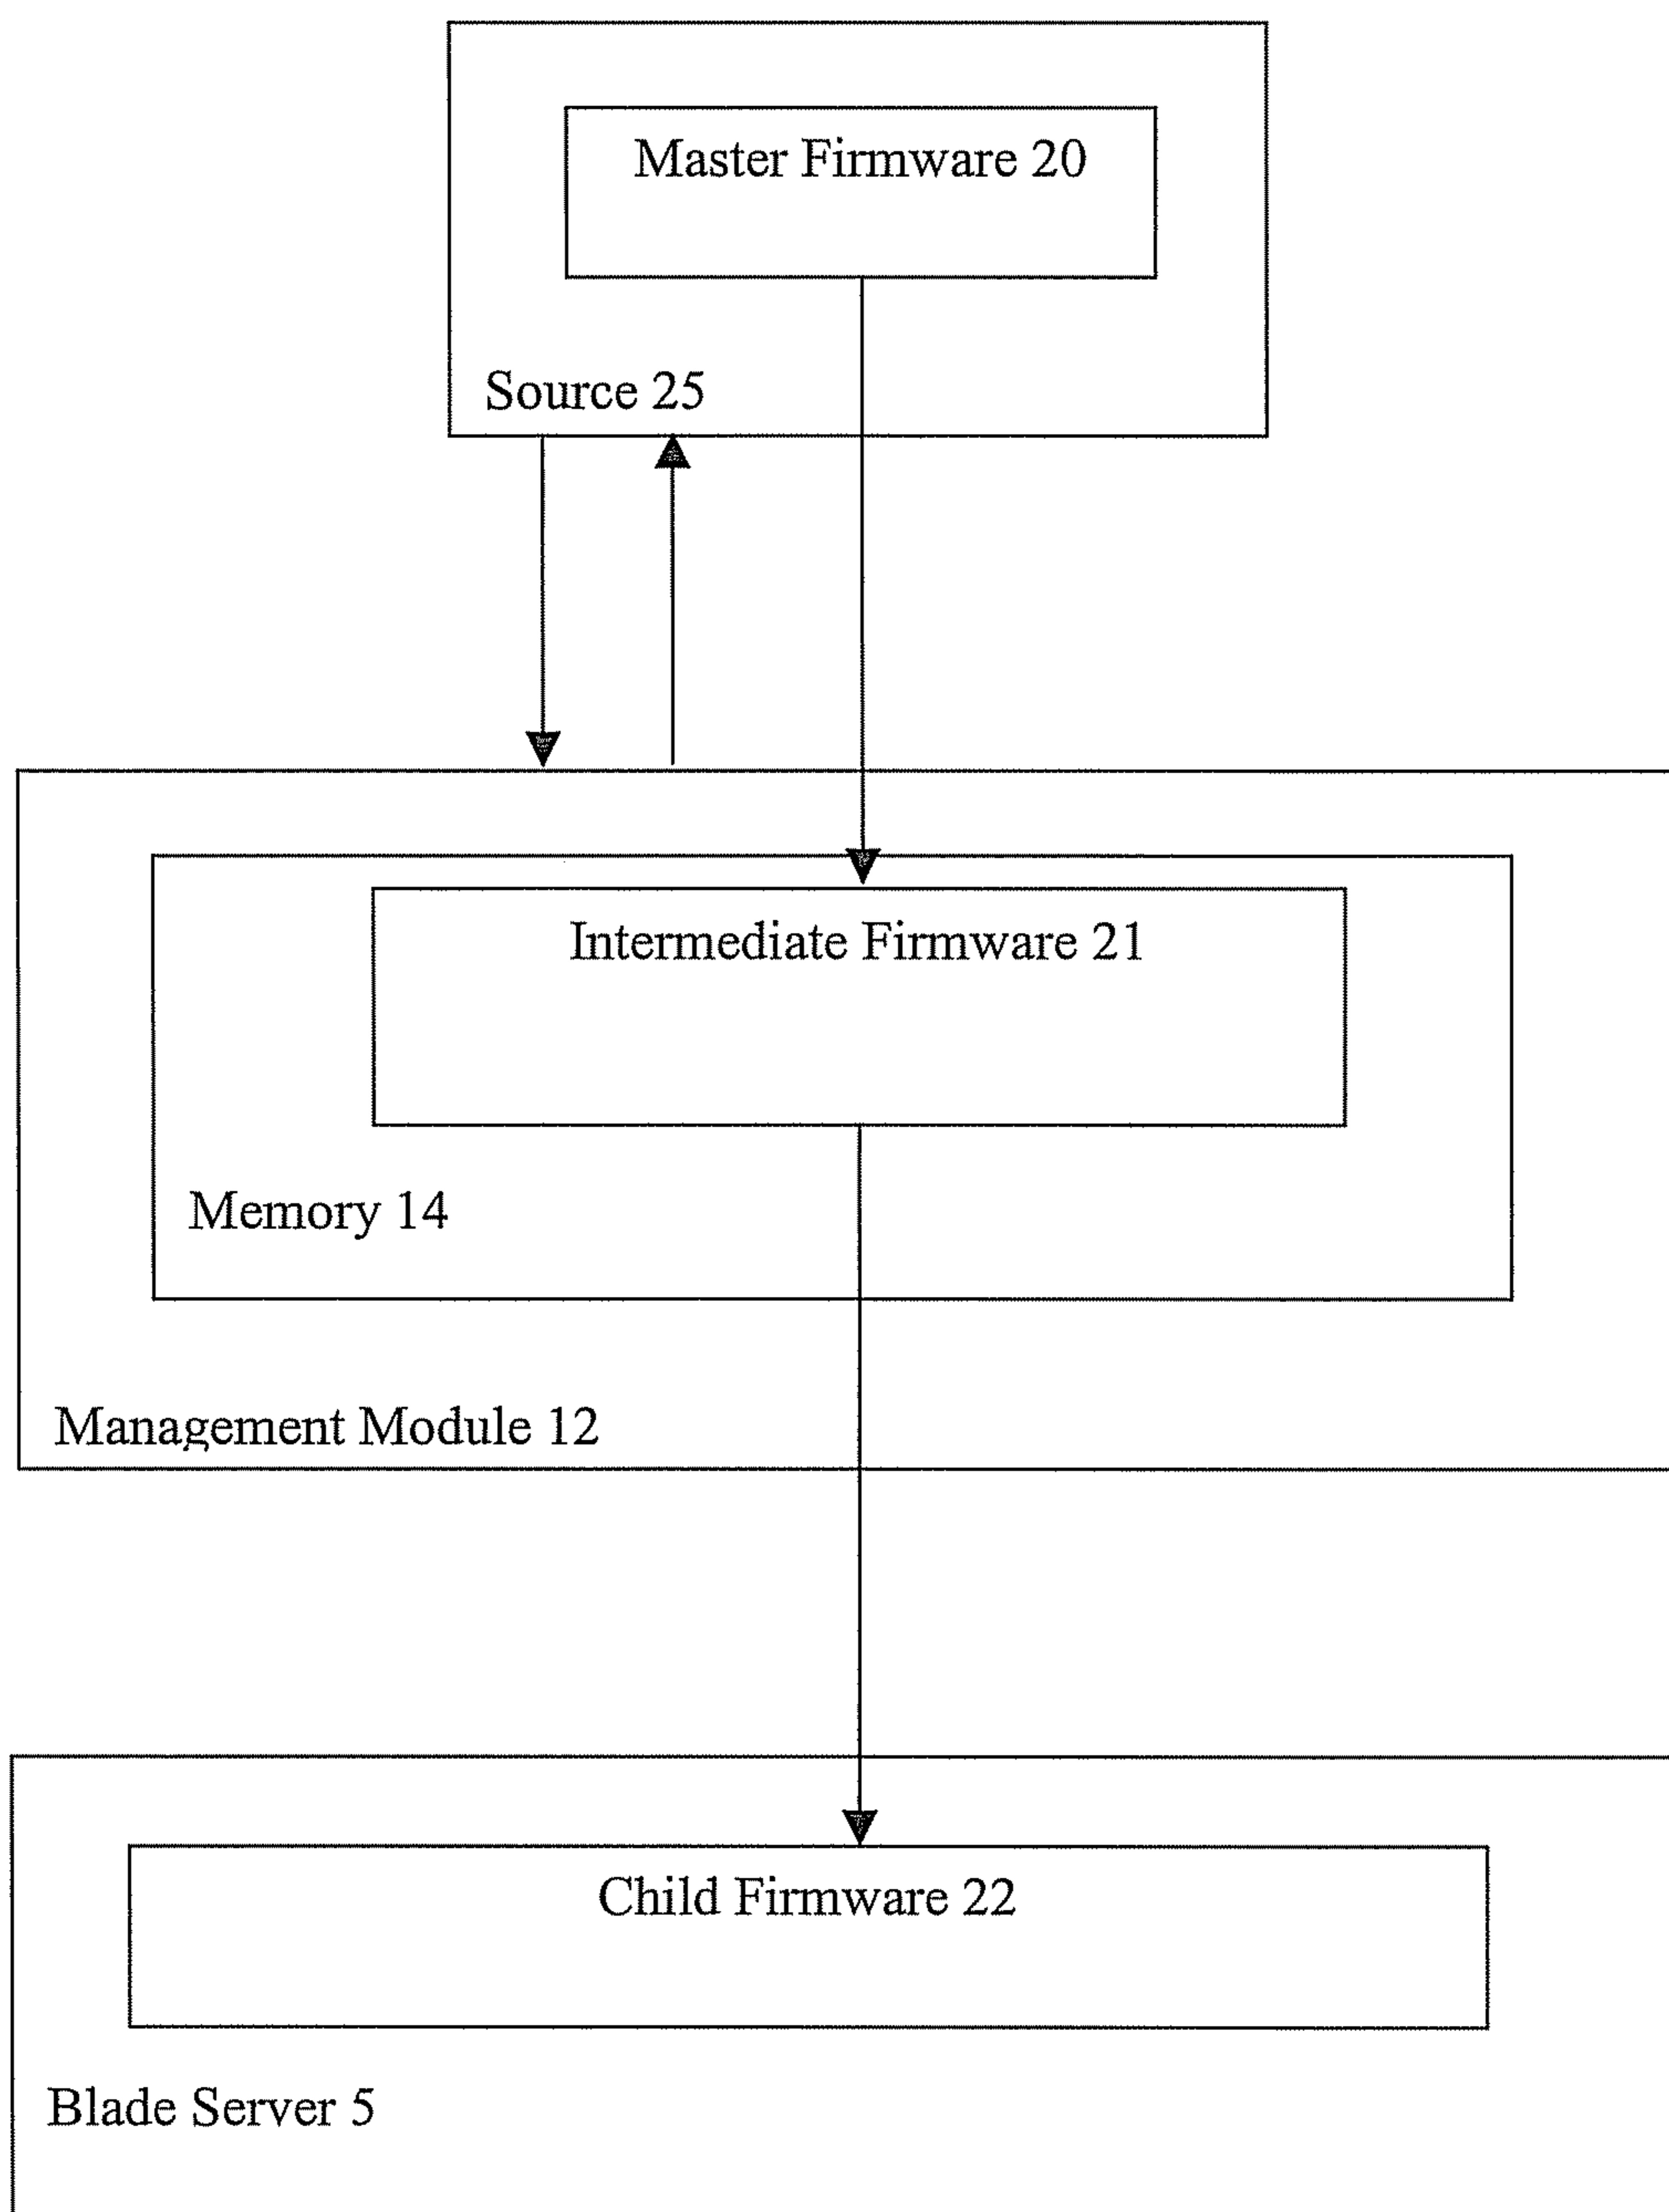 Master Firmware 20
Source 25
Intermediate Firmware 21
Memory 14
Management Module 12
Child Firmware 22
Blade Server 5